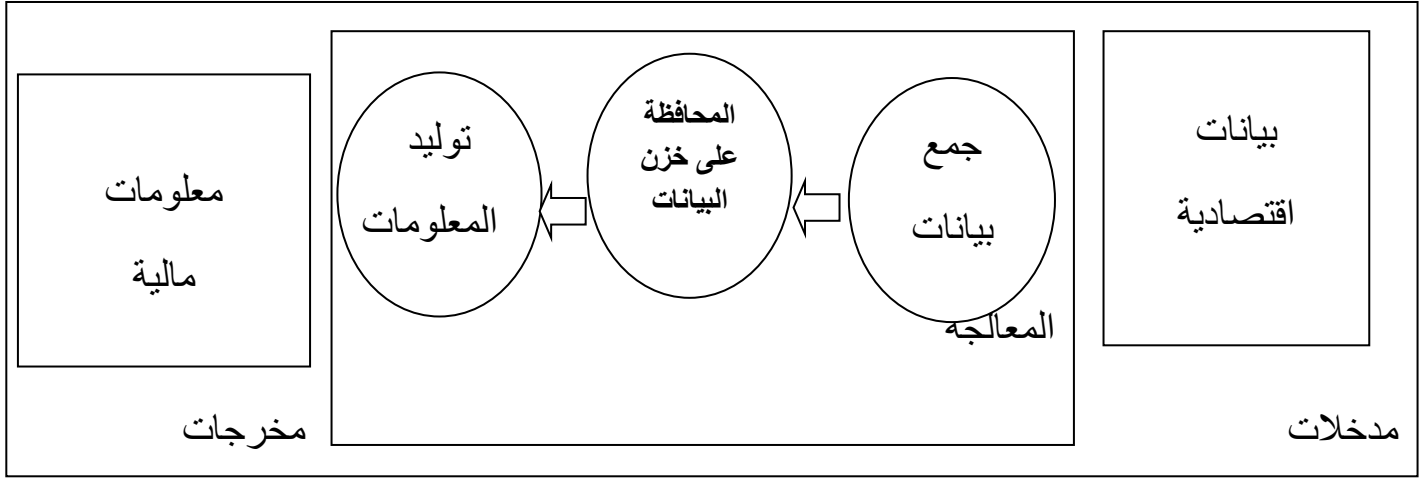 بيانات
اقتصادية
مدخلات
جمع
بيانات
المحافظة
على خزن
البيانات
توليد
المعلومات
المعالجة
معلومات
مالية
مخرجات